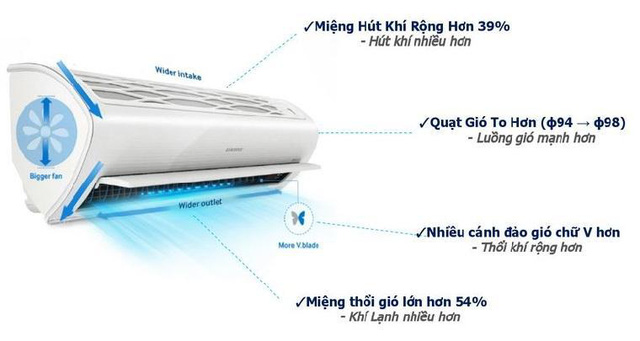 ✓Miệng Hút Khí Rộng Hơn 39%
- Hút khí nhiều hơn
Wider intake
✓Quạt Gió To Hơn (ф94 → ф98)
- Luồng gió mạnh hơn
Bigger fan
Wider outlet
More V.blade
✓Nhiều cánh đảo gió chữ V hơn
- Thổi khí rộng hơn
✓Miệng thổi gió lớn hơn 54%
- Khí Lạnh nhiều hơn